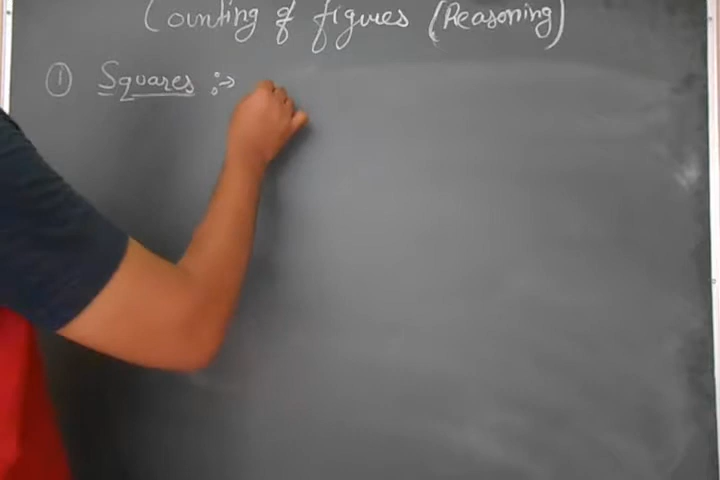 Counting of figures (Reasoning)
① Squares :→